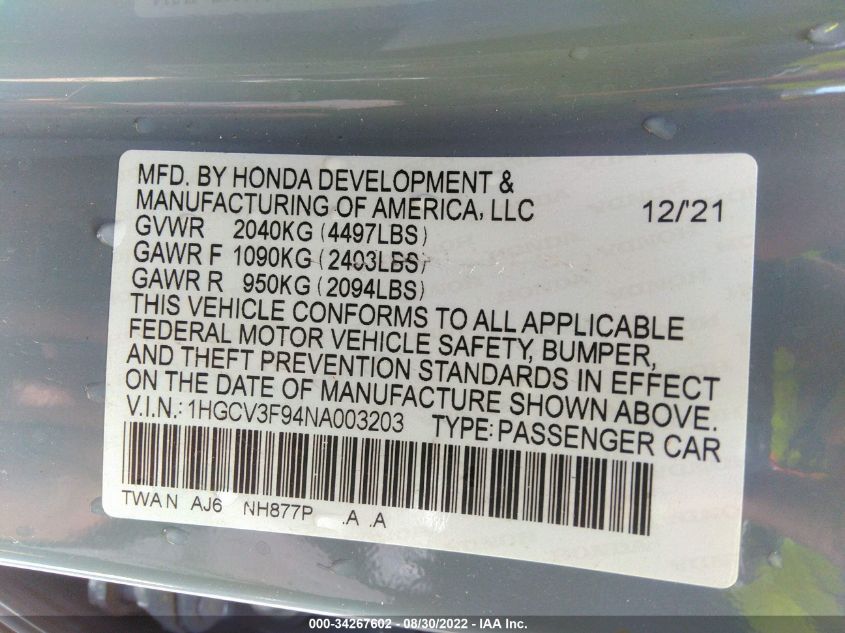 MFD. BY HONDA DEVELOPMENT &
MANUFACTURING OF AMERICA, LLC 12/'21
GVWR 2040KG (4497LBS)
GAWR F 1090KG (2403LBS)
GAWR R 950KG (2094LBS)
THIS VEHICLE CONFORMS TO ALL APPLICABLE
FEDERAL MOTOR VEHICLE SAFETY, BUMPER,
AND THEFT PREVENTION STANDARDS IN EFFECT
ON THE DATE OF MANUFACTURE SHOWN ABOVE.
V.I.N.: 1HGCV3F94NA003203 TYPE: PASSENGER CAR
TWAN AJ6 NH877P .A .A
000-34267602 - 08/30/2022 - IAA Inc.